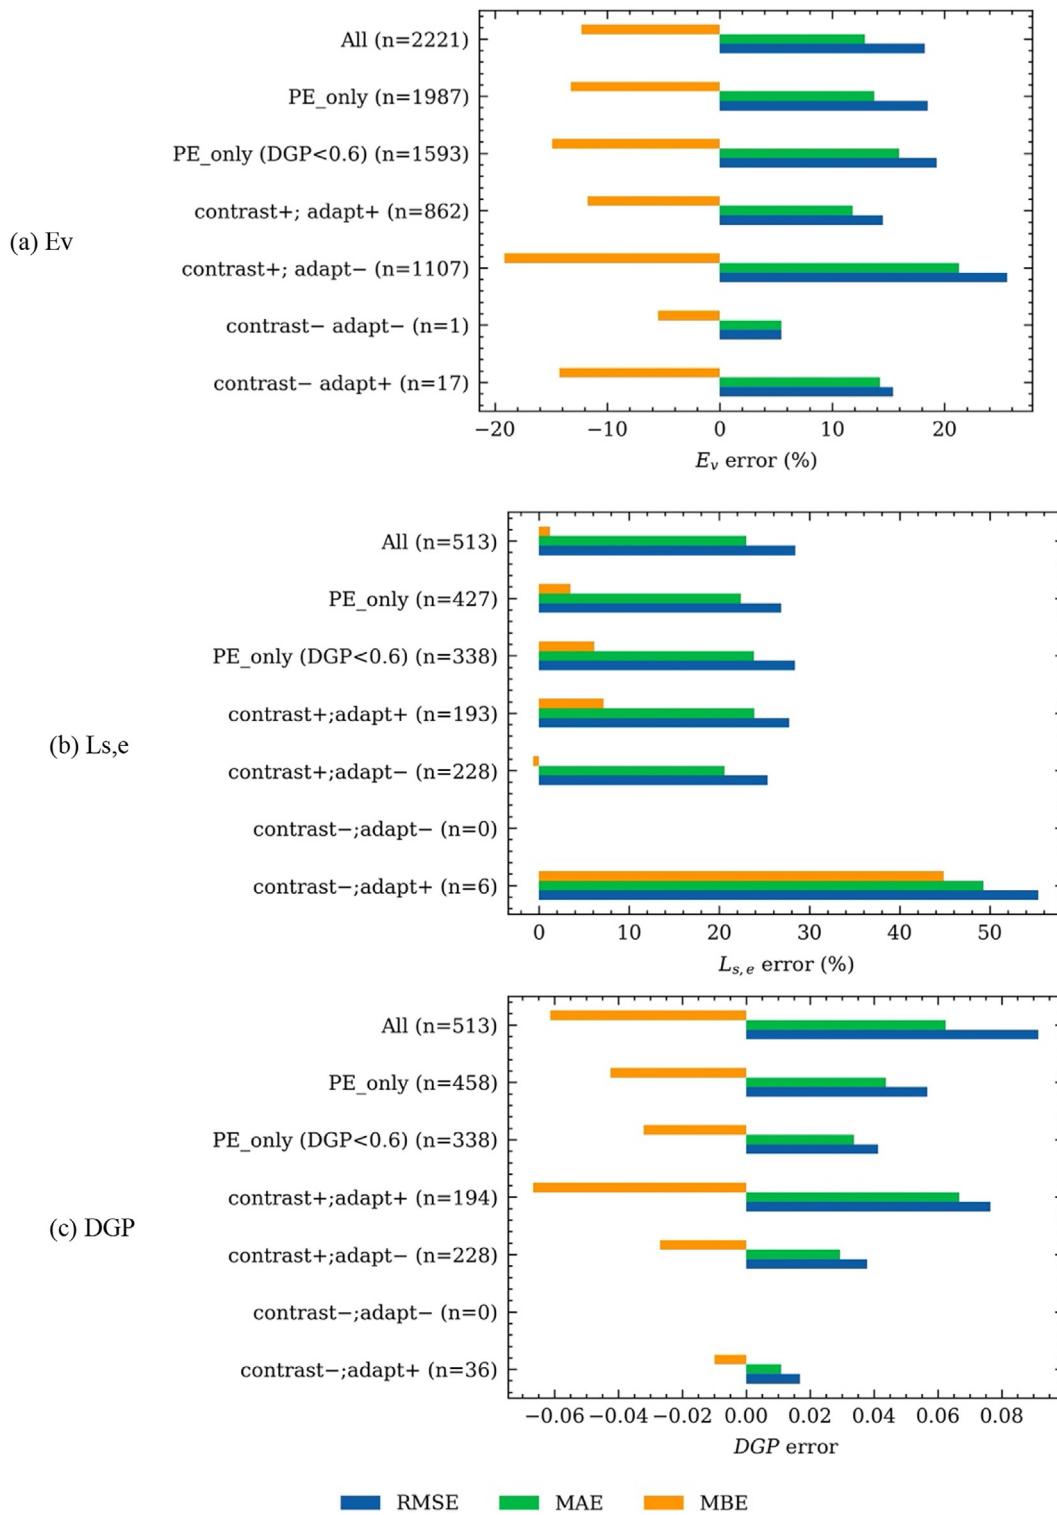 All (n=2221)
PE_only (n=1987)
PE_only (DGP<0.6) (n=1593)
contrast+; adapt+ (n=862)
(a) Ev
contrast+; adapt− (n=1107)
contrast− adapt− (n=1)
contrast− adapt+ (n=17)
−20 −10 0 10 20
Ev error (%)
All (n=513)
PE_only (n=427)
PE_only (DGP<0.6) (n=338)
contrast+;adapt+ (n=193)
(b) Ls,e
contrast+;adapt− (n=228)
contrast−;adapt− (n=0)
contrast−;adapt+ (n=6)
0 10 20 30 40 50
Ls,e error (%)
All (n=513)
PE_only (n=458)
PE_only (DGP<0.6) (n=338)
contrast+;adapt+ (n=194)
(c) DGP
contrast+;adapt− (n=228)
contrast−;adapt− (n=0)
contrast−;adapt+ (n=36)
−0.06 −0.04 −0.02 0.00 0.02 0.04 0.06 0.08
DGP error
RMSE MAE MBE